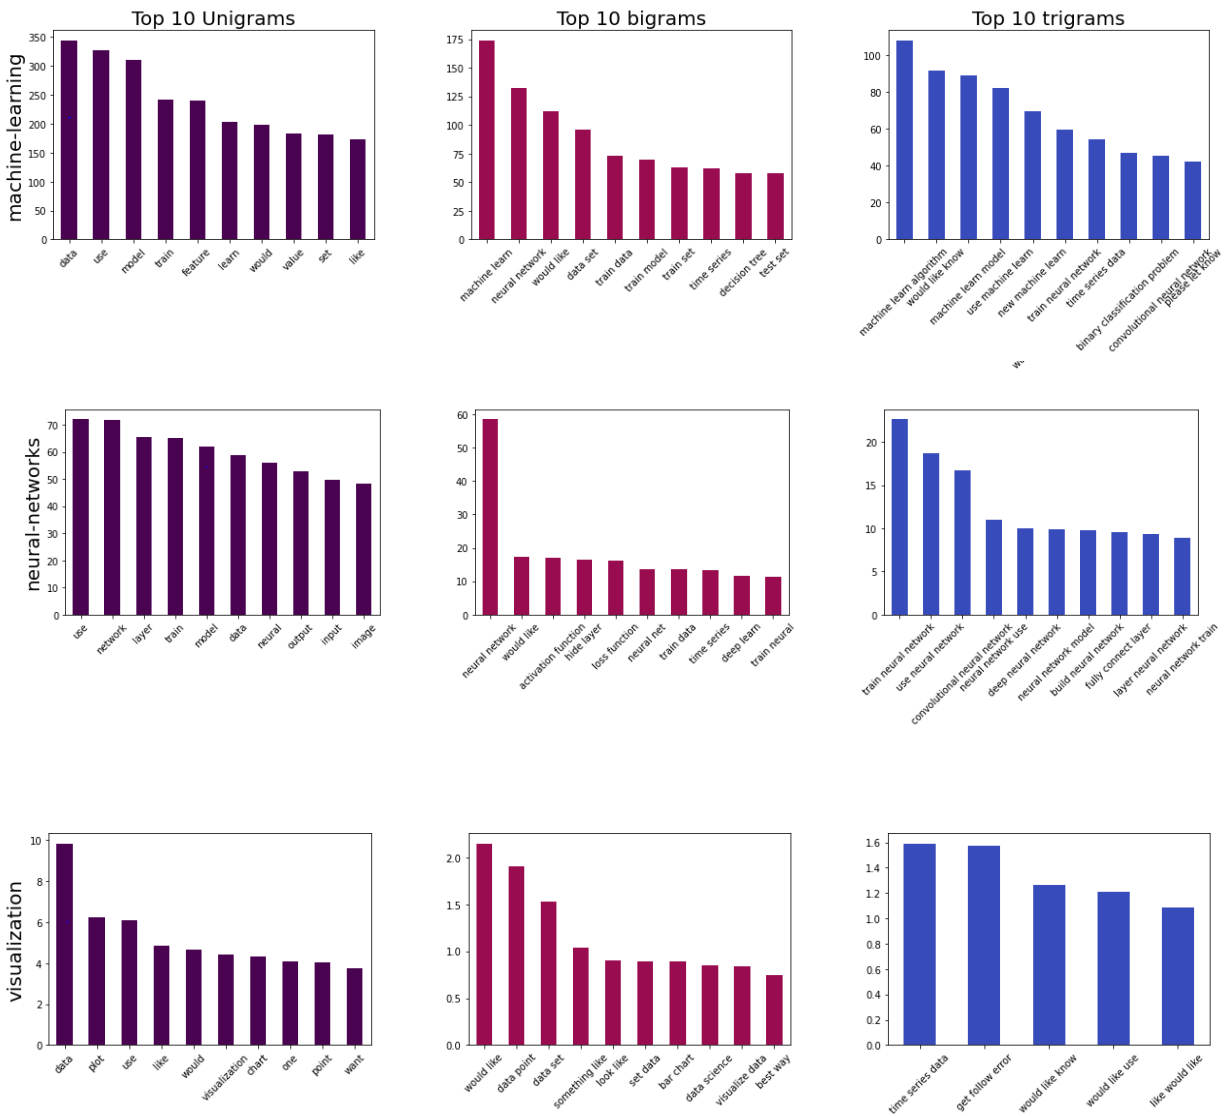 Top 10 Unigrams
Top 10 bigrams
Top 10 trigrams
machine-learning
350
300
250
200
150
100
50
0
data
use
model
train
feature
learn
would
value
set
like
175
150
125
100
75
50
25
0
machine learn
neural network
would like
data set
train data
train model
train set
time series
decision tree
test set
100
80
60
40
20
0
machine learn algorithm
would like know
machine learn model
use machine learn
new machine learn
train neural network
time series data
binary classification problem
convolutional neural network
please let know
neural-networks
70
60
50
40
30
20
10
0
use
network
layer
train
model
data
neural
output
input
image
60
50
40
30
20
10
0
neural network
would like
activation function
hide layer
loss function
neural net
train data
time series
deep learn
train neural
20
15
10
5
0
train neural network
use neural network
convolutional neural network
neural network use
deep neural network
neural network model
build neural network
fully connect layer
layer neural network
neural network train
visualization
10
8
6
4
2
0
data
plot
use
like
would
visualization
chart
one
point
want
2.0
1.5
1.0
0.5
0.0
would like
data point
data set
something like
look like
set data
bar chart
data science
visualize data
best way
1.6
1.4
1.2
1.0
0.8
0.6
0.4
0.2
0.0
time series data
get follow error
would like know
would like use
like would like